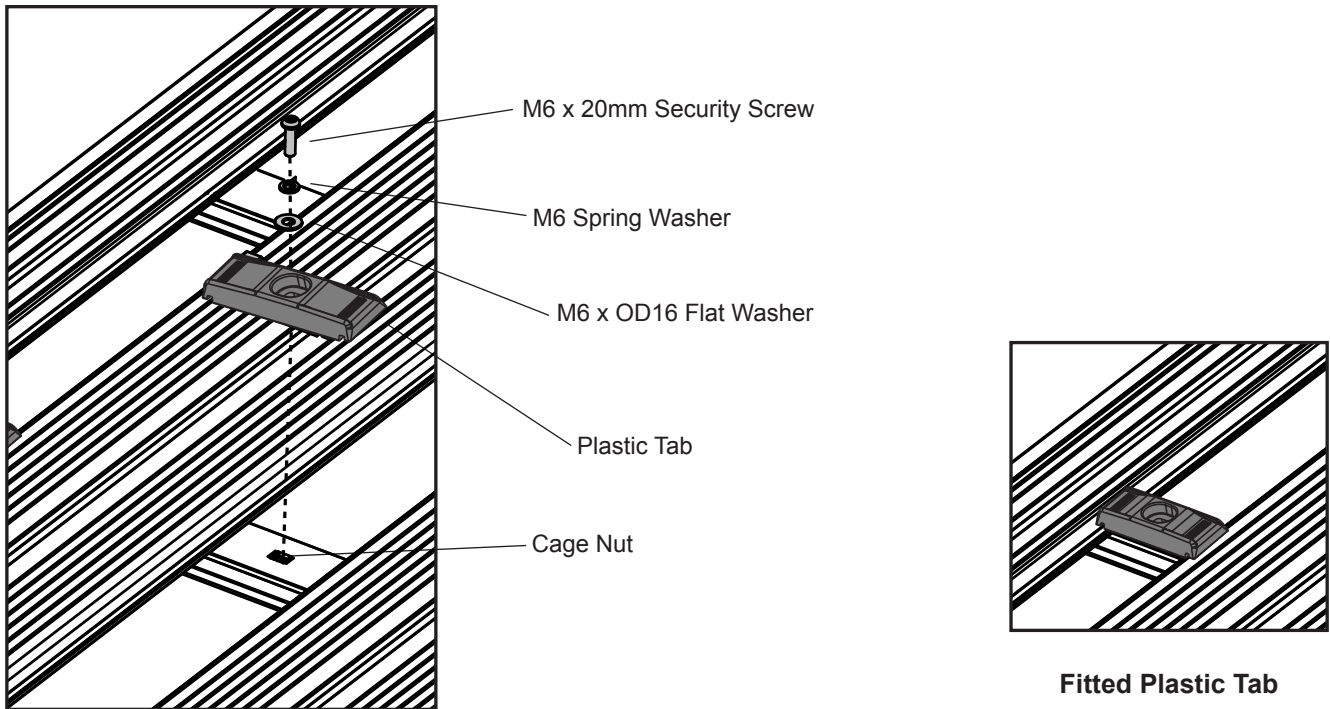 M6 x 20mm Security Screw
M6 Spring Washer
M6 x OD16 Flat Washer
Plastic Tab
Cage Nut
Fitted Plastic Tab